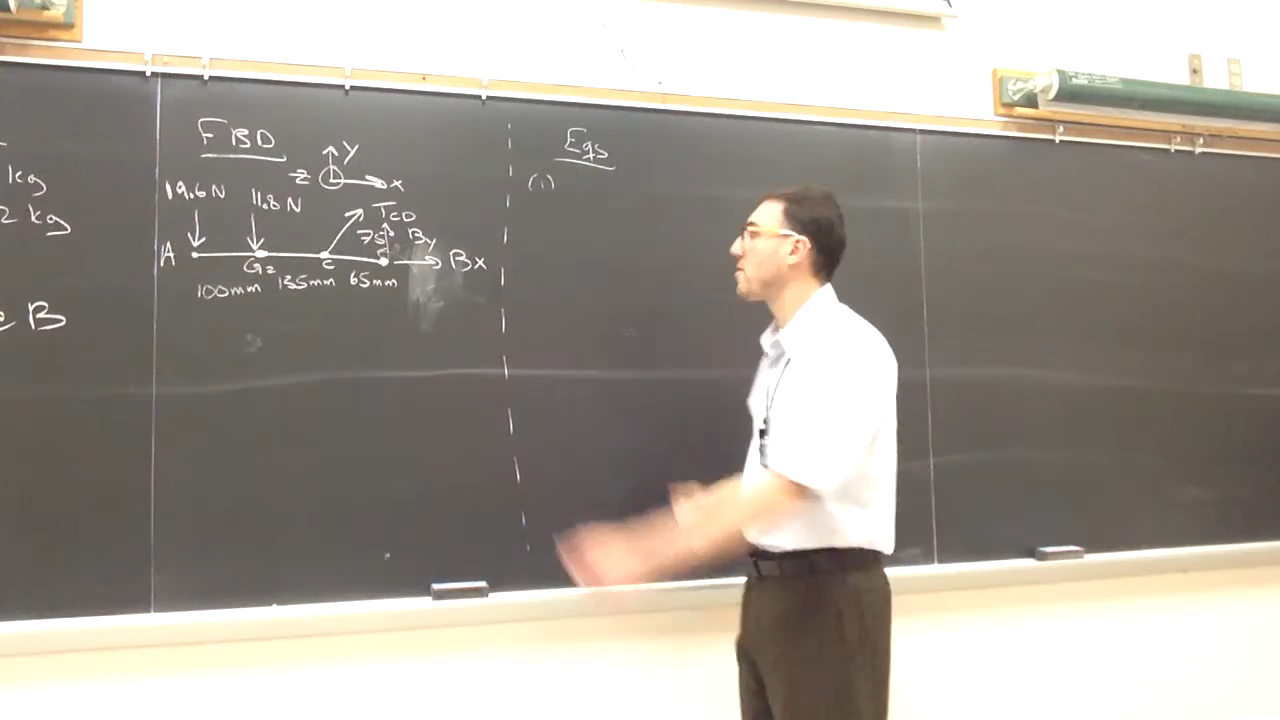 kg
2 kg
B
FBD
y
z
x
19.6 N
11.8 N
TCD
75°
By
A
G2
C
Bx
100mm 135mm 65mm
Eqs
(1)